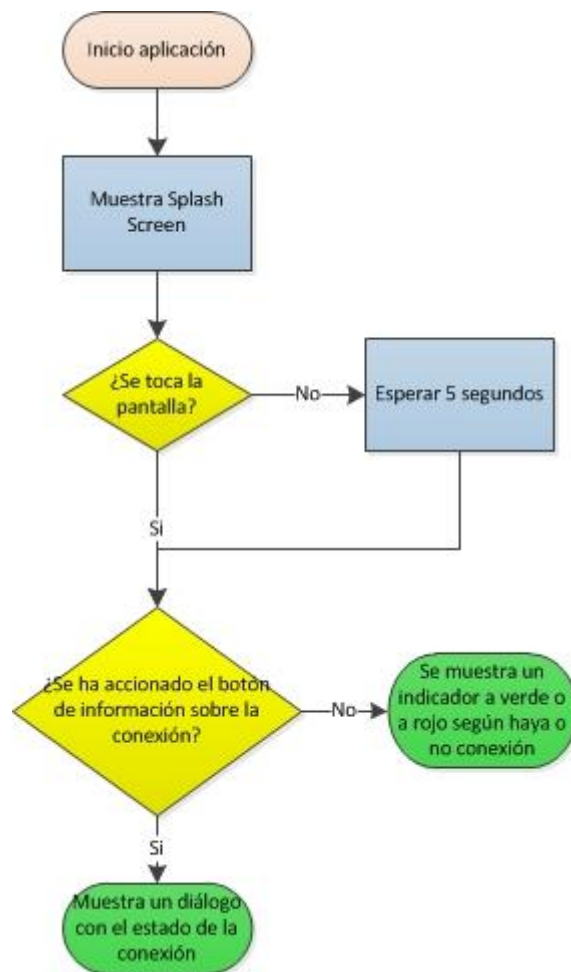 Inicio aplicación
Muestra Splash
Screen
¿Se toca la
pantalla?
No
Esperar 5 segundos
Si
¿Se ha accionado el botón
de información sobre la
conexión?
No
Se muestra un
indicador a verde o
a rojo según haya o
no conexión
Si
Muestra un diálogo
con el estado de la
conexión